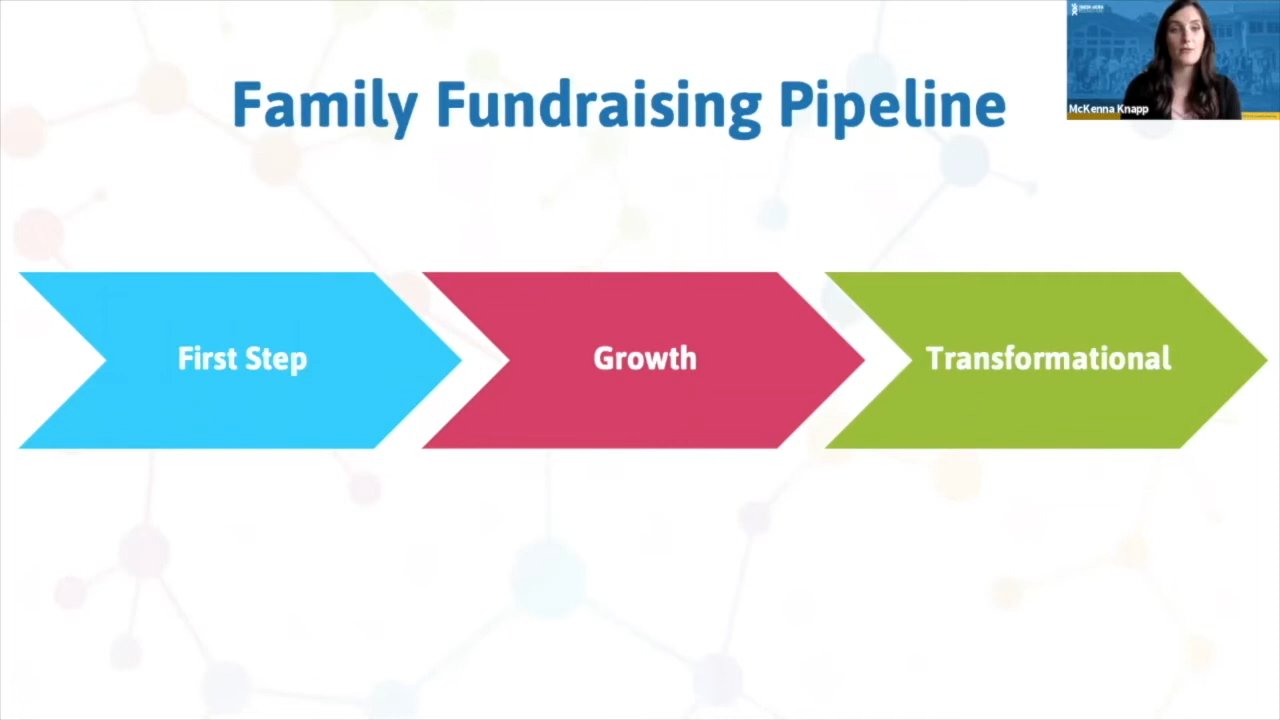 Family Fundraising Pipeline
McKenna Knapp
First Step
Growth
Transformational